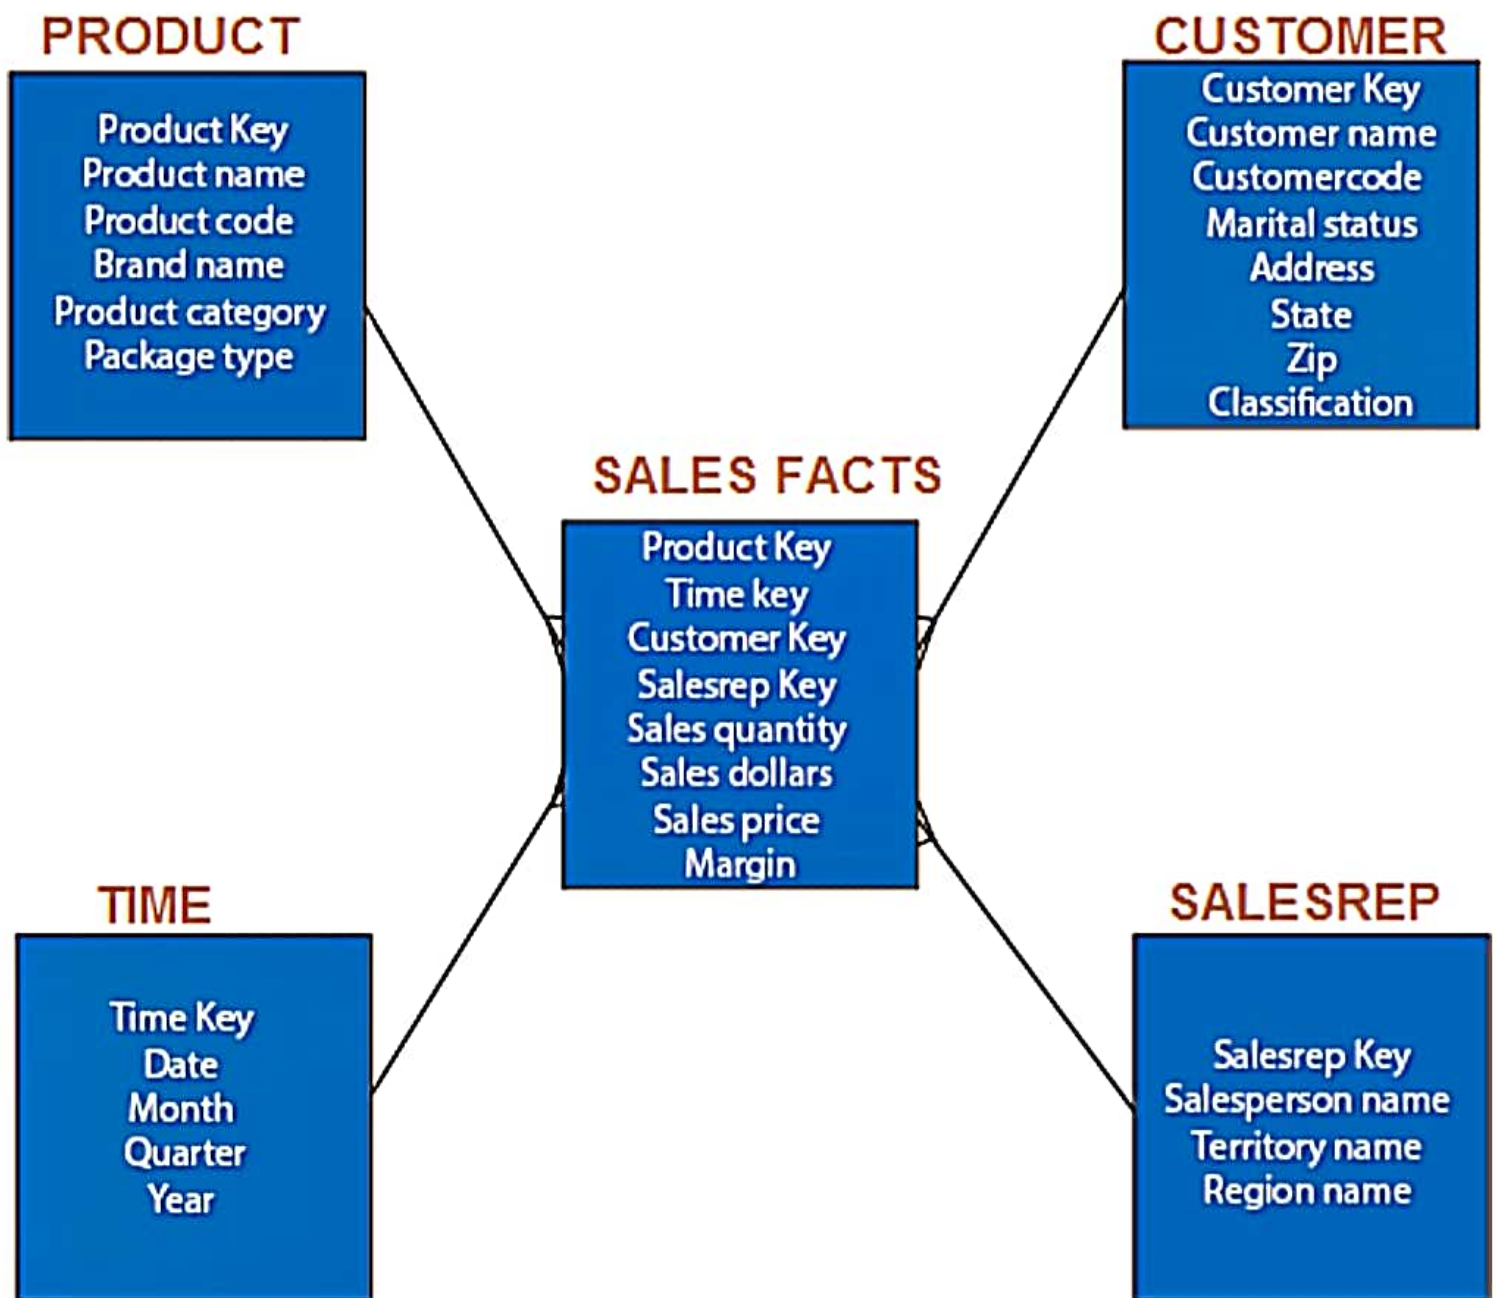 PRODUCT
Product Key
Product name
Product code
Brand name
Product category
Package type
CUSTOMER
Customer Key
Customer name
Customercode
Marital status
Address
State
Zip
Classification
SALES FACTS
Product Key
Time key
Customer Key
Salesrep Key
Sales quantity
Sales dollars
Sales price
Margin
TIME
Time Key
Date
Month
Quarter
Year
SALESREP
Salesrep Key
Salesperson name
Territory name
Region name